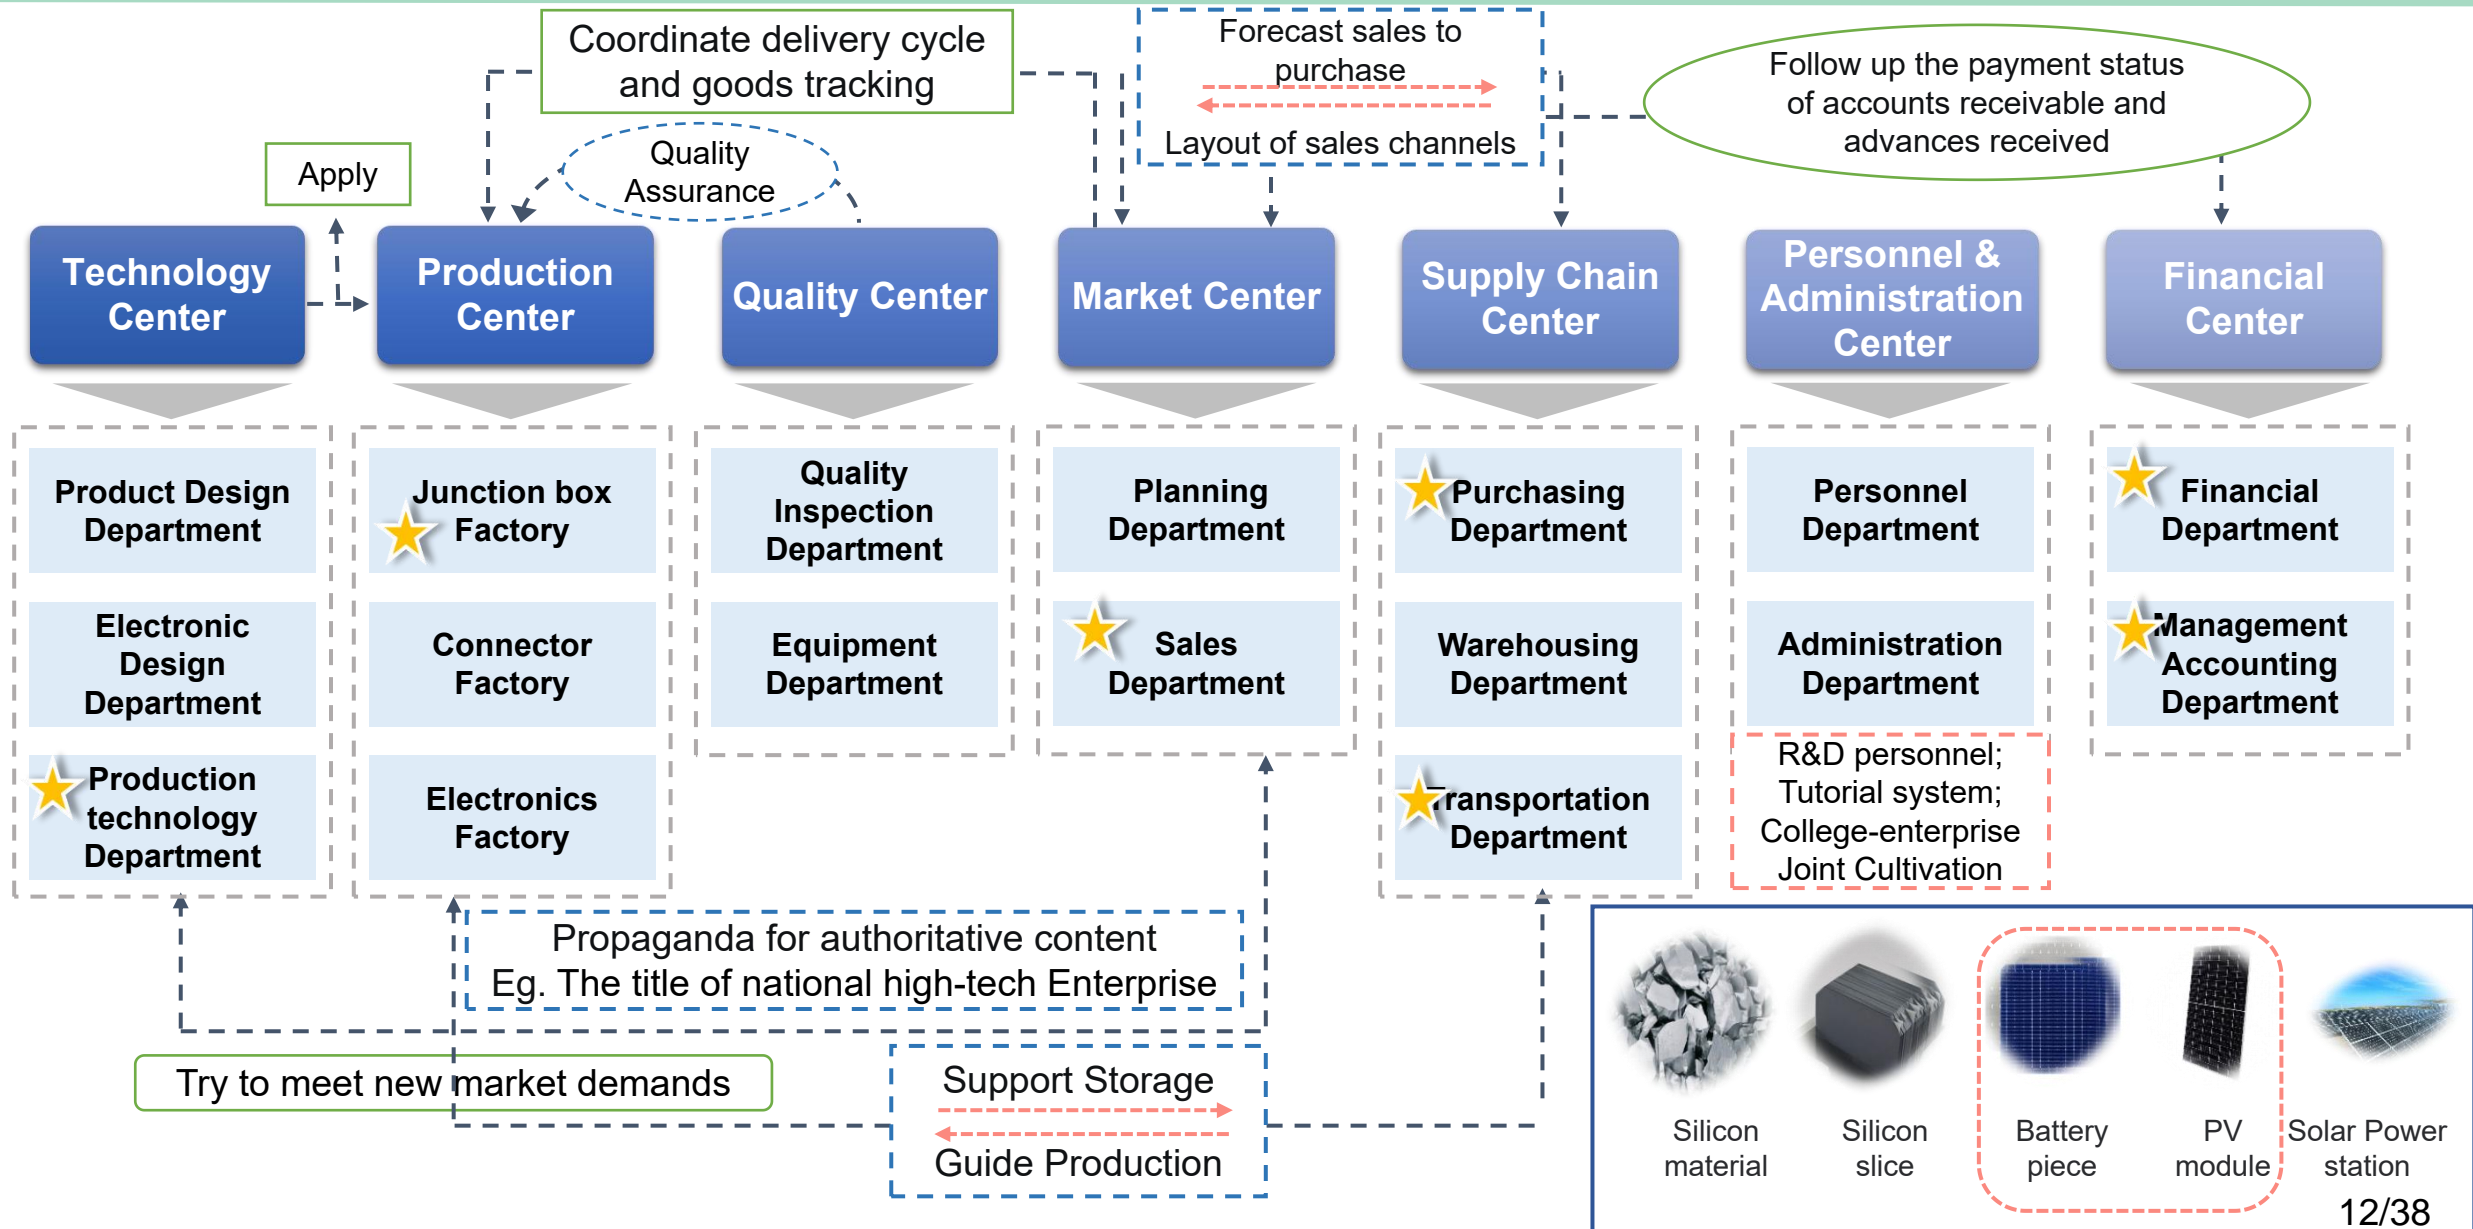 Coordinate delivery cycle
and goods tracking
Forecast sales to
purchase
Layout of sales channels
Follow up the payment status
of accounts receivable and
advances received
Apply
Quality
Assurance
Technology
Center
Production
Center
Quality Center
Market Center
Supply Chain
Center
Personnel &
Administration
Center
Financial
Center
Product Design
Department
Electronic
Design
Department
Production
technology
Department
Junction box
Factory
Connector
Factory
Electronics
Factory
Quality
Inspection
Department
Equipment
Department
Planning
Department
Sales
Department
Purchasing
Department
Warehousing
Department
Transportation
Department
Personnel
Department
Administration
Department
R&D personnel;
Tutorial system;
College-enterprise
Joint Cultivation
Financial
Department
Management
Accounting
Department
Propaganda for authoritative content
Eg. The title of national high-tech Enterprise
Try to meet new market demands
Support Storage
Guide Production
Silicon
material
Silicon
slice
Battery
piece
PV
module
Solar Power
station
12/38